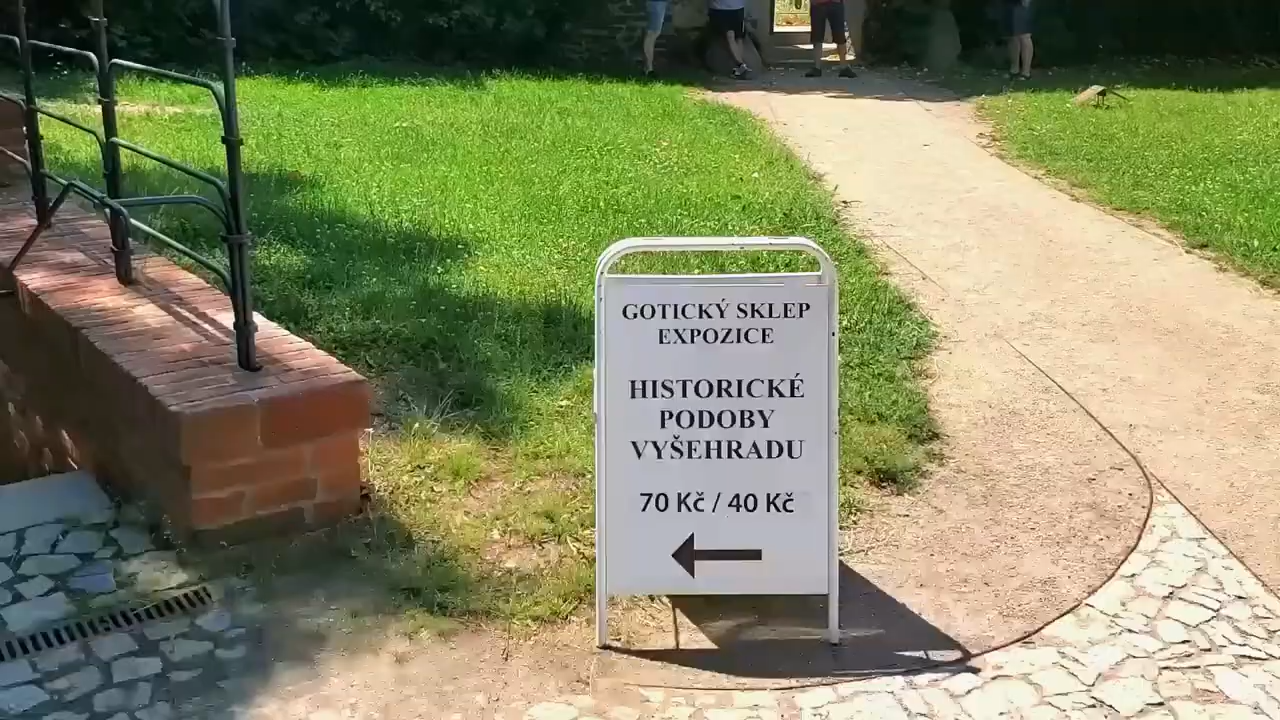 GOTICKÝ SKLEP
EXPOZICE
HISTORICKÉ
PODOBY
VYŠEHRADU
70 Kč / 40 Kč